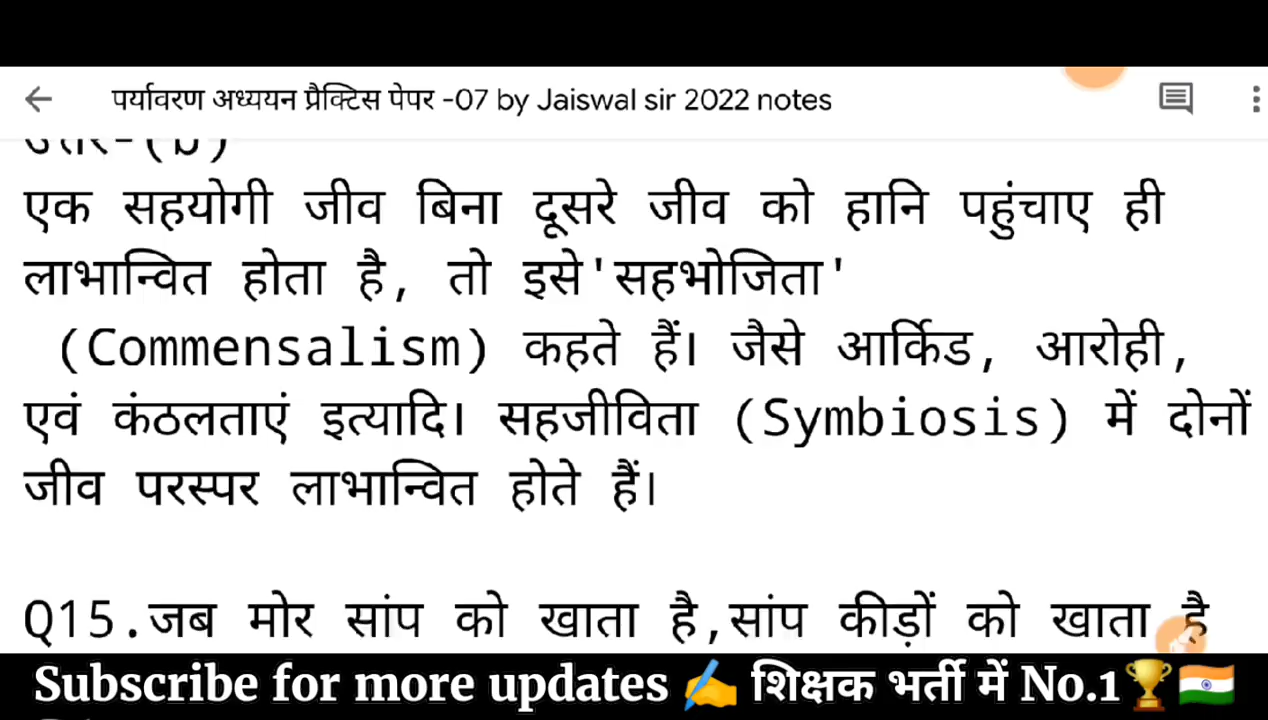 पर्यावरण अध्ययन प्रैक्टिस पेपर -07 by Jaiswal sir 2022 notes
उत्तर-(b)
एक सहयोगी जीव बिना दूसरे जीव को हानि पहुंचाए ही
लाभान्वित होता है, तो इसे'सहभोजिता'
(Commensalism) कहते हैं। जैसे आर्किड, आरोही,
एवं कंठलताएं इत्यादि। सहजीविता (Symbiosis) में दोनों
जीव परस्पर लाभान्वित होते हैं।
Q15.जब मोर सांप को खाता है,सांप कीड़ों को खाता है
Subscribe for more updates ✍️ शिक्षक भर्ती में No.1🏆🇮🇳